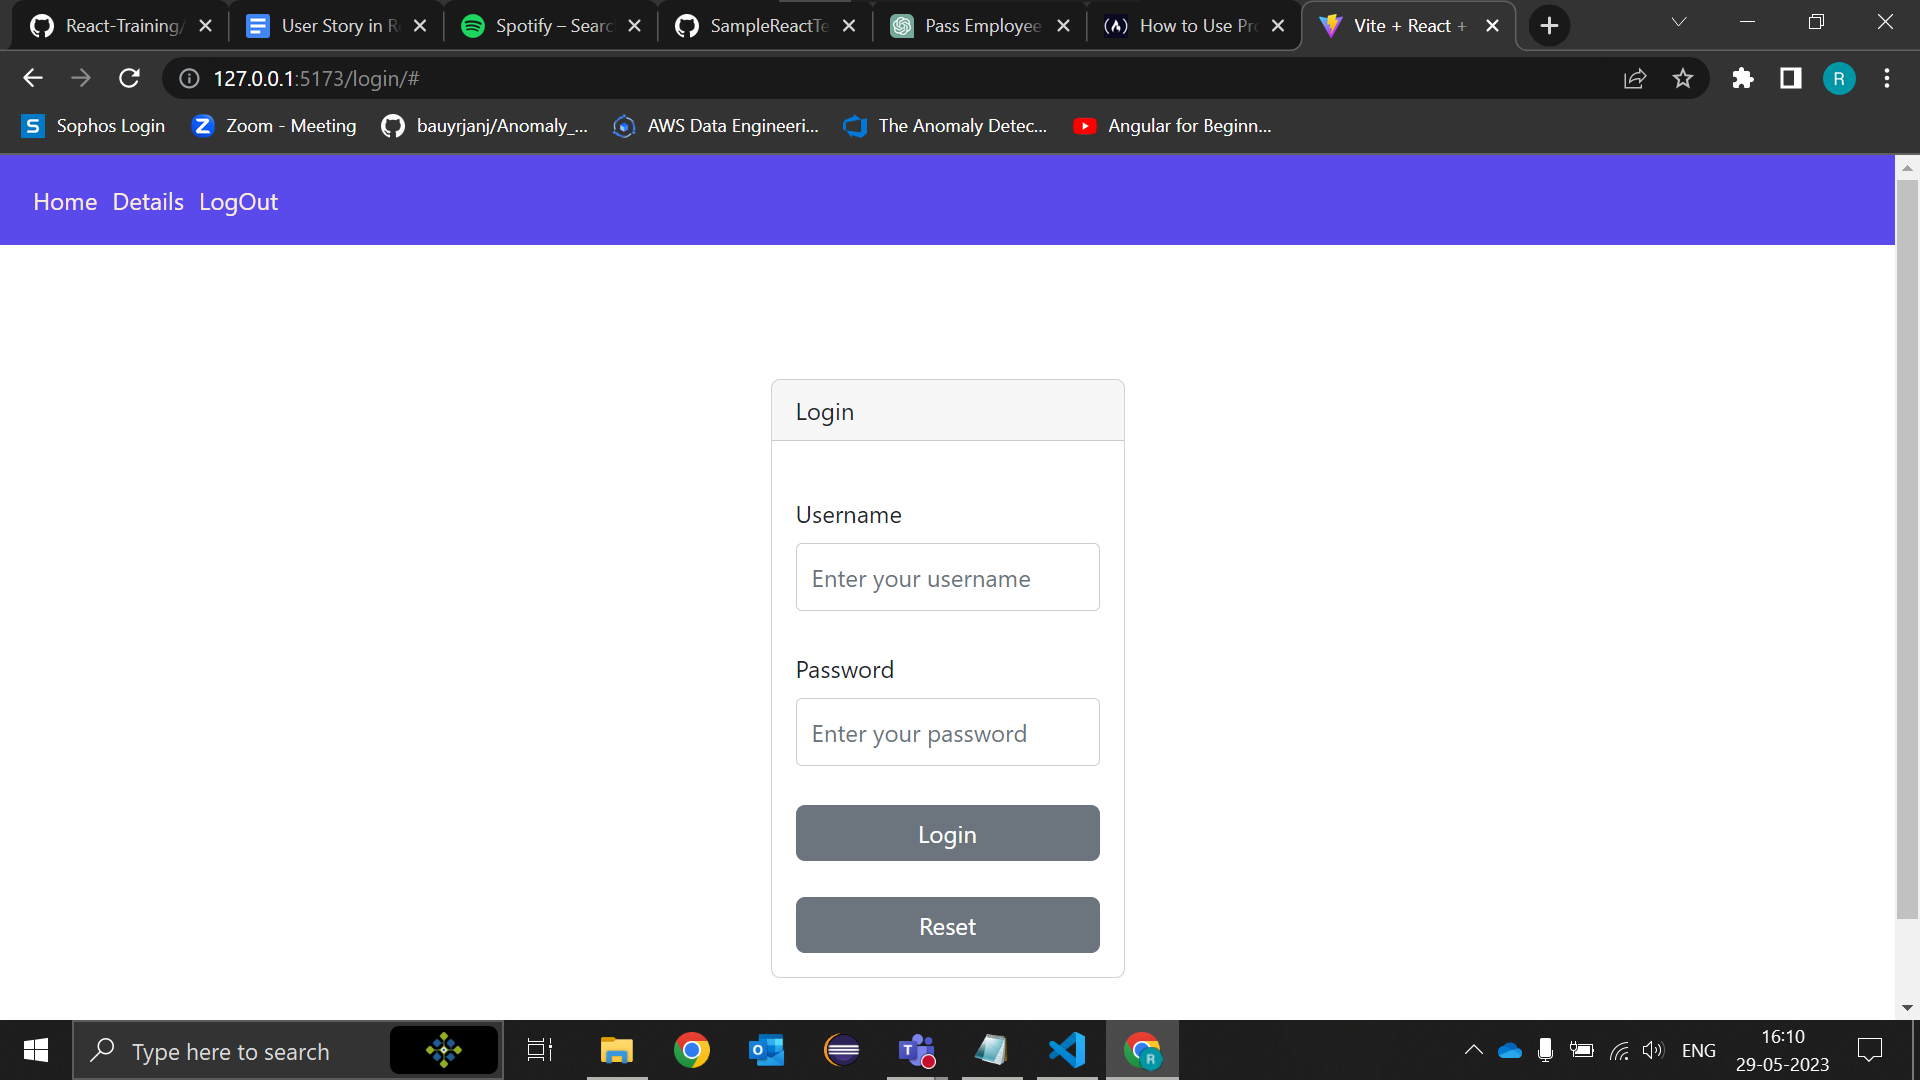 React-Training/
User Story in R
Spotify – Searc
SampleReactTe
Pass Employee
How to Use Pr
Vite + React +
127.0.0.1:5173/login/#
R
S Sophos Login
Z Zoom - Meeting
bauyrjanj/Anomaly_...
AWS Data Engineeri...
The Anomaly Detec...
Angular for Beginn...
Home Details LogOut
Login
Username
Enter your username
Password
Enter your password
Login
Reset
Type here to search
ENG
16:10
29-05-2023